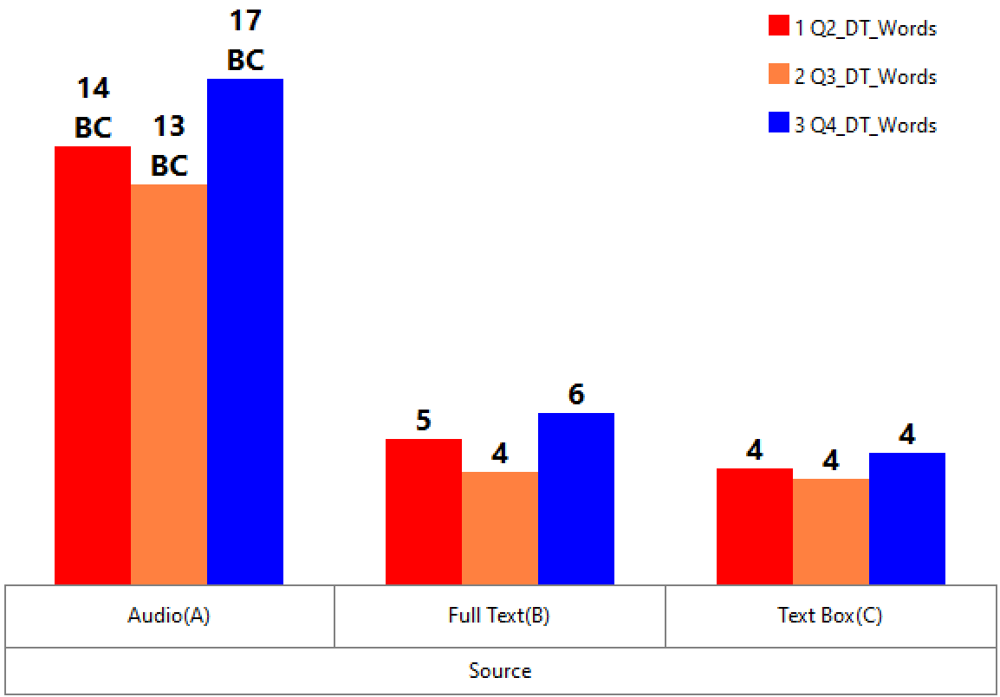 17
BC
14
BC
13
BC
1 Q2_DT_Words
2 Q3_DT_Words
3 Q4_DT_Words
5
4
6
4
4
4
Audio(A)
Full Text(B)
Text Box(C)
Source